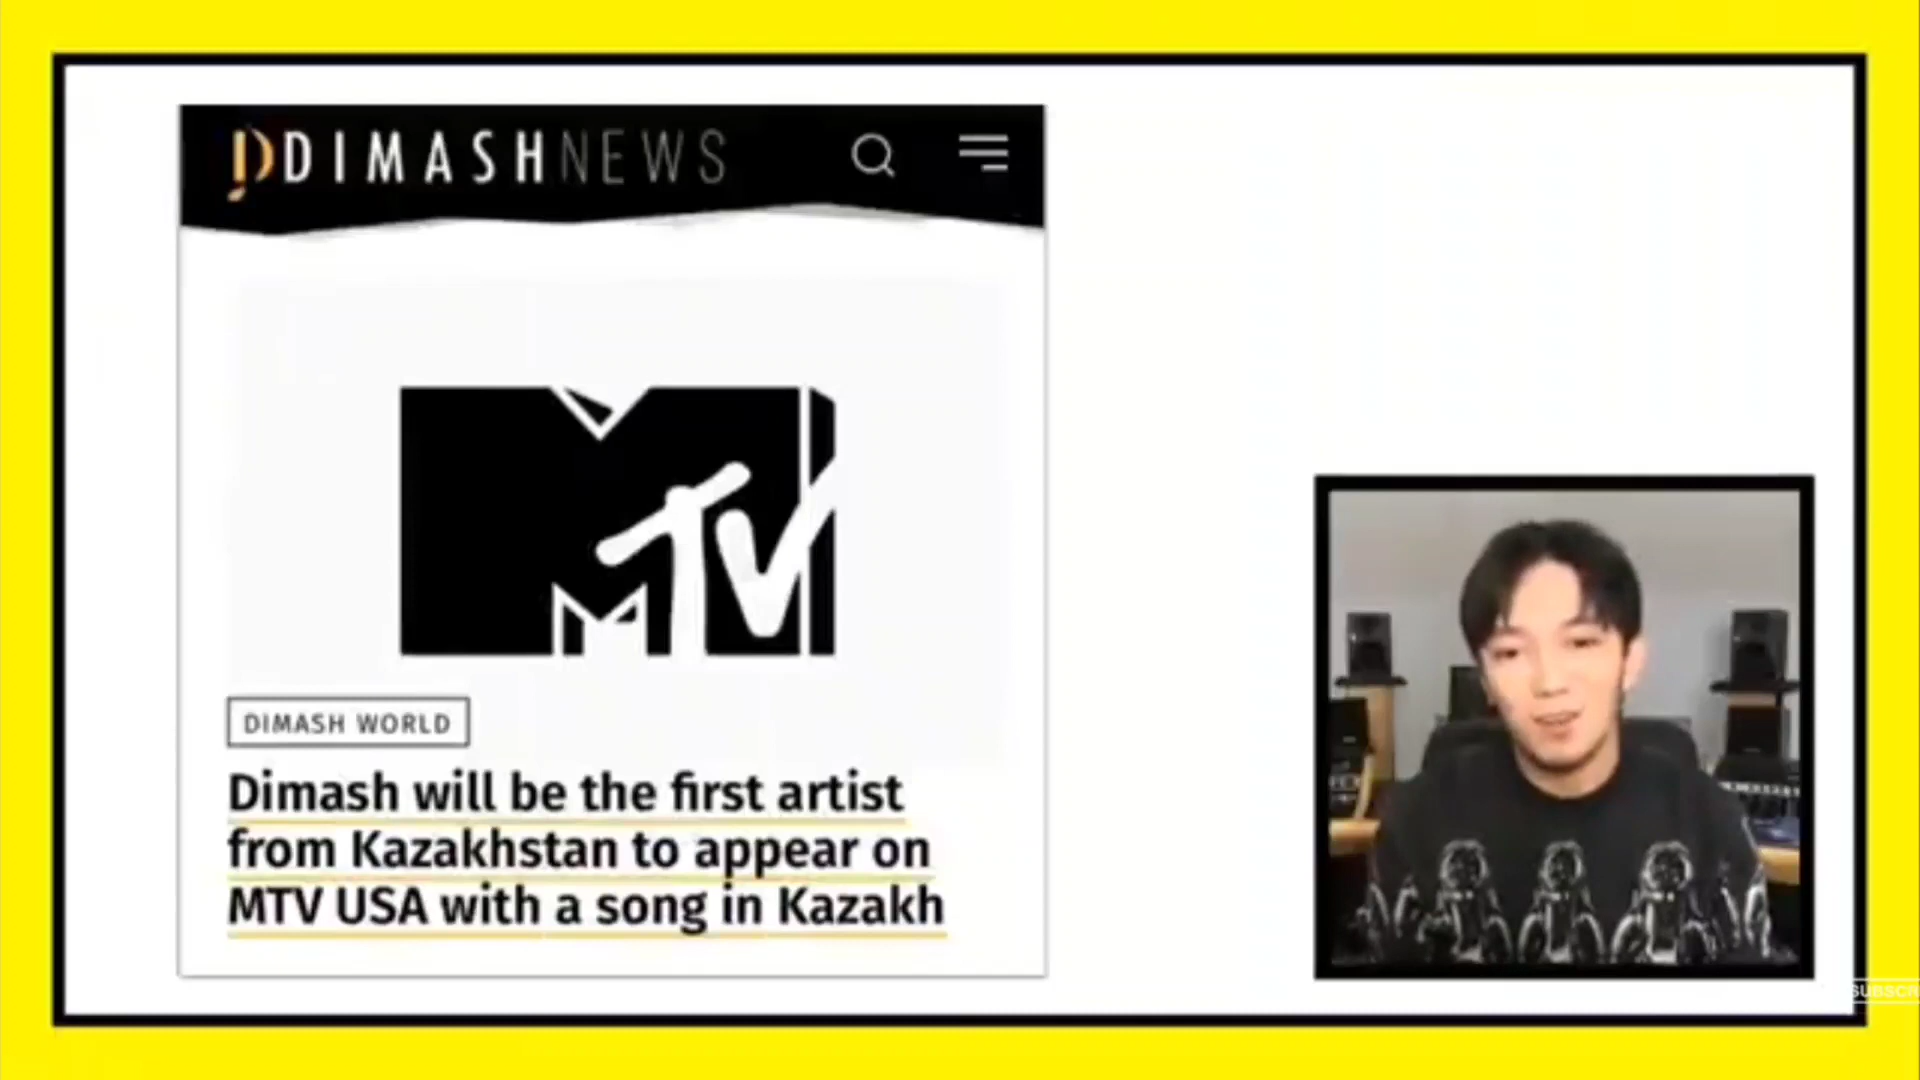 DIMASHNEWS
MTV
DIMASH WORLD
Dimash will be the first artist
from Kazakhstan to appear on
MTV USA with a song in Kazakh